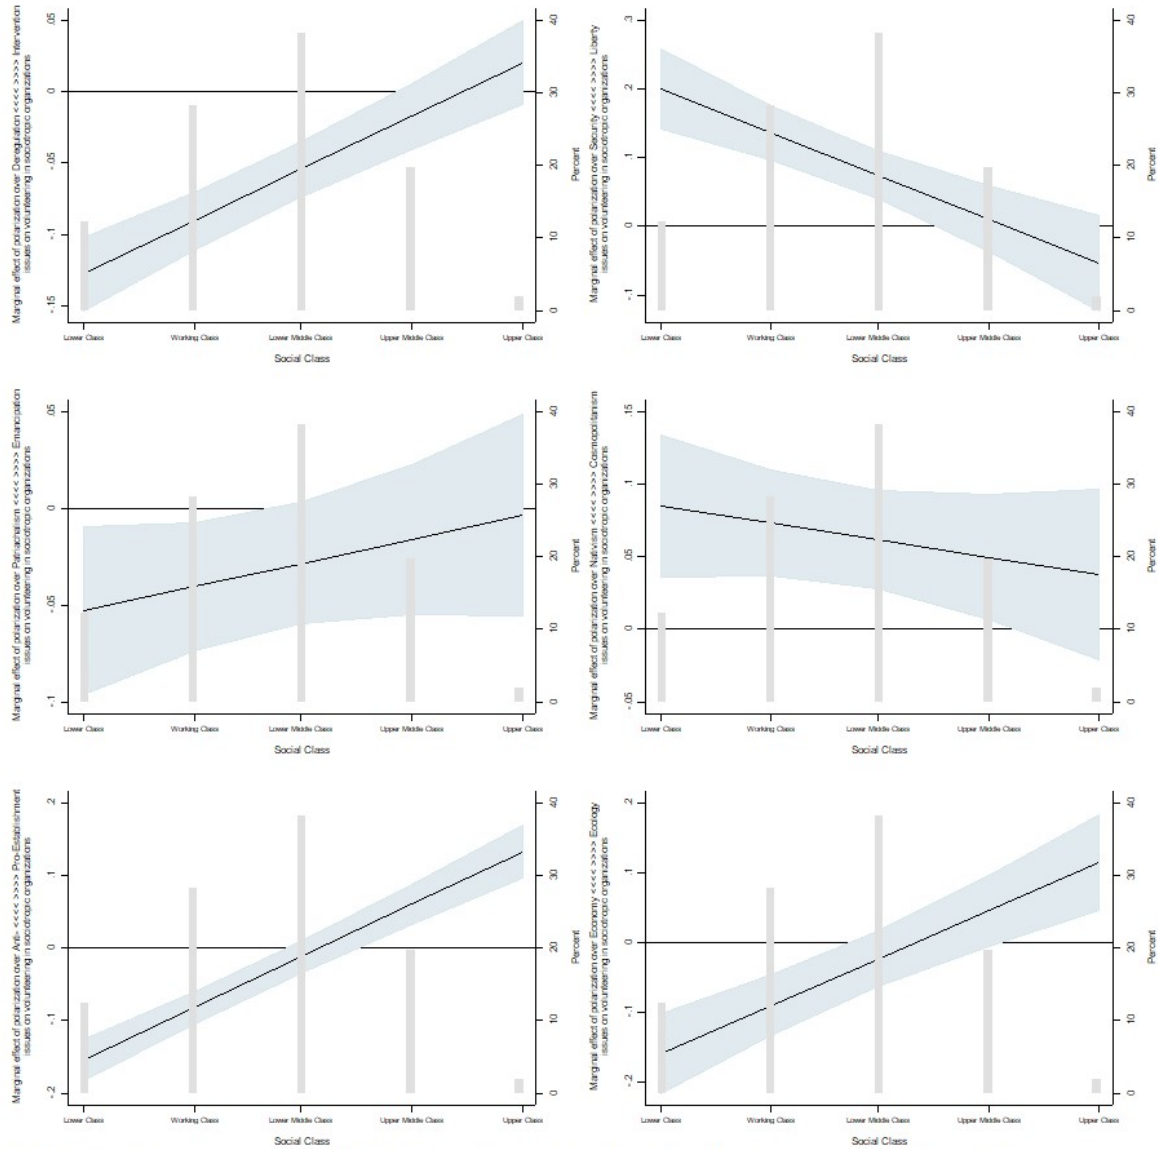 Marginal effect of polarization over Deregulation <<<< >>>> Intervention
issues on volunteering in sociotropic organizations
.05
0
-.05
-.1
-.15
40
30
20
10
0
Percent
Lower Class
Working Class
Lower Middle Class
Upper Middle Class
Upper Class
Social Class
Marginal effect of polarization over Security <<<< >>>> Liberty
issues on volunteering in sociotropic organizations
.3
.2
.1
0
-.1
40
30
20
10
0
Percent
Lower Class
Working Class
Lower Middle Class
Upper Middle Class
Upper Class
Social Class
Marginal effect of polarization over Patriachalism <<<< >>>> Emancipation
issues on volunteering in sociotropic organizations
.05
0
-.05
-.1
40
30
20
10
0
Percent
Lower Class
Working Class
Lower Middle Class
Upper Middle Class
Upper Class
Social Class
Marginal effect of polarization over Nativism <<<< >>>> Cosmopolitanism
issues on volunteering in sociotropic organizations
.15
.1
.05
0
-.05
40
30
20
10
0
Percent
Lower Class
Working Class
Lower Middle Class
Upper Middle Class
Upper Class
Social Class
Marginal effect of polarization over Anti- <<<< >>>> Pro-Establishment
issues on volunteering in sociotropic organizations
.2
.1
0
-.1
-.2
40
30
20
10
0
Percent
Lower Class
Working Class
Lower Middle Class
Upper Middle Class
Upper Class
Social Class
Marginal effect of polarization over Economy <<<< >>>> Ecology
issues on volunteering in sociotropic organizations
.2
.1
0
-.1
-.2
40
30
20
10
0
Percent
Lower Class
Working Class
Lower Middle Class
Upper Middle Class
Upper Class
Social Class